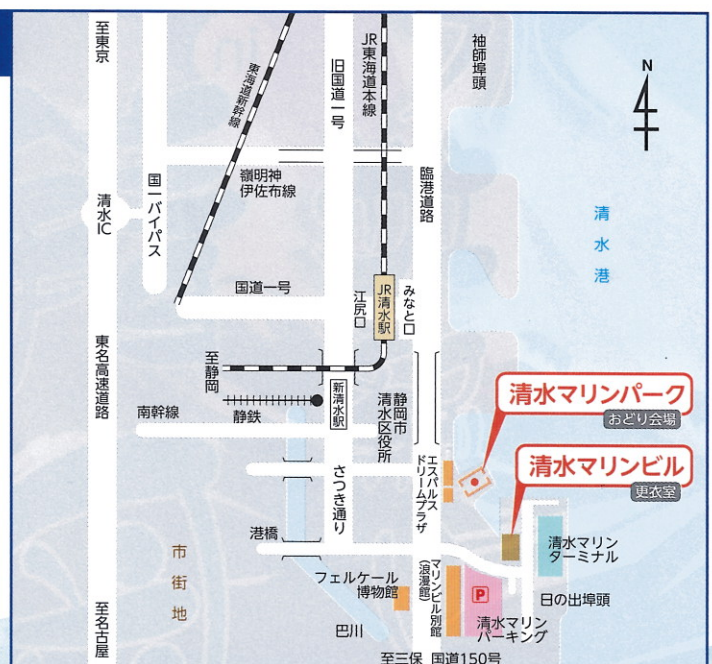 至東京
東海道新幹線
旧国道一号
JR東海道本線
袖師埠頭
N
嶺明神
伊佐布線
臨港道路
清水IC
国一バイパス
清水港
国道一号
江尻口
JR清水駅
みなと口
東名高速道路
至静岡
新清水駅
静岡市
清水区役所
清水マリンパーク
おどり会場
南幹線
静鉄
エスパルス
ドリームプラザ
清水マリンビル
更衣室
さつき通り
港橋
清水マリン
ターミナル
市街地
フェルケール
博物館
マリンビル別館
(浪漫館)
P
日の出埠頭
清水マリン
パーキング
至名古屋
巴川
至三保 国道150号